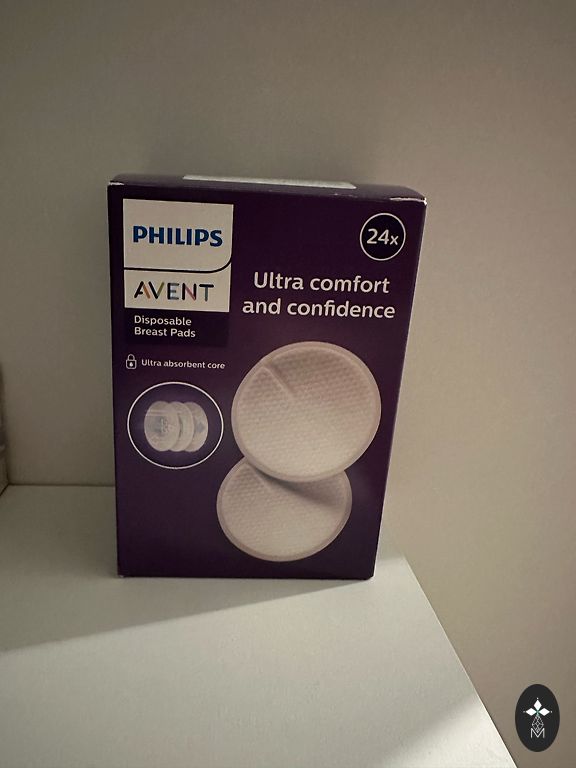 PHILIPS
AVENT
Disposable
Breast Pads
24x
Ultra comfort
and confidence
Ultra absorbent core
M